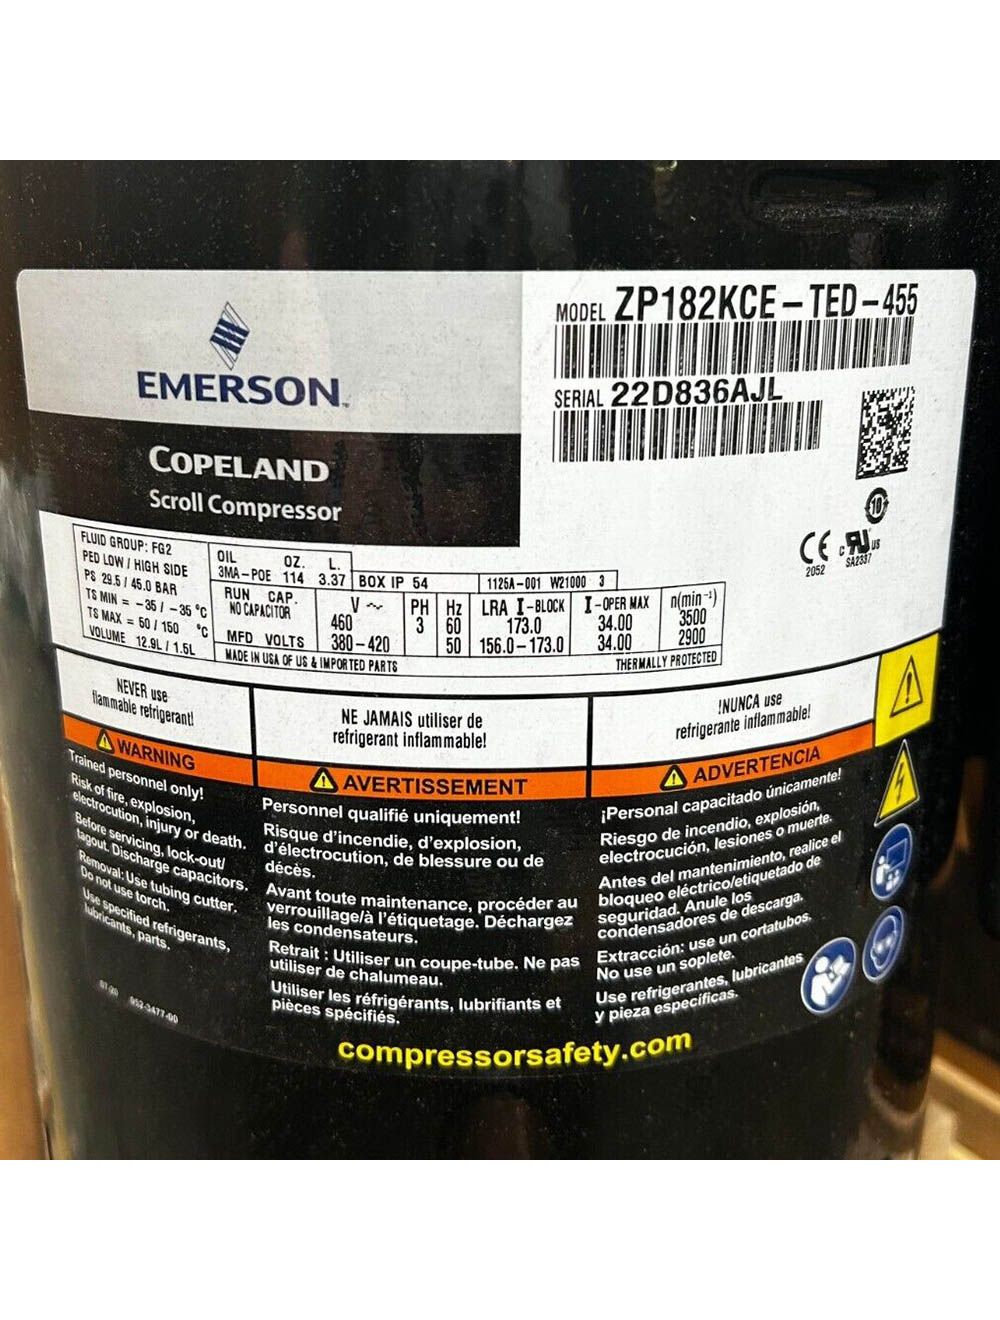 EMERSON™
COPELAND
Scroll Compressor
MODEL ZP182KCE-TED-455
SERIAL 22D836AJL
10
CE
2052
c RU US
SA2337
FLUID GROUP: FG2
PED LOW / HIGH SIDE
PS 29.5 / 45.0 BAR
TS MIN = -35 / -35 °C
TS MAX = 50 / 150 °C
VOLUME 12.9L / 1.5L
OIL OZ. L.
3MA-POE 114 3.37
BOX IP 54
1125A-001 W21000 3
RUN CAP.
NO CAPACITOR
MFD VOLTS
V ~ PH Hz LRA I-BLOCK I-OPER MAX n(min⁻¹)
460 3 60 173.0 34.00 3500
380-420 50 156.0-173.0 34.00 2900
MADE IN USA OF US & IMPORTED PARTS
THERMALLY PROTECTED
NEVER use
flammable refrigerant!
WARNING
Trained personnel only!
Risk of fire, explosion,
electrocution, injury or death.
Before servicing, lock-out/
tagout. Discharge capacitors.
Removal: Use tubing cutter.
Do not use torch.
Use specified refrigerants,
lubricants, parts.
07-20 052-3477-00
NE JAMAIS utiliser de
refrigerant inflammable!
AVERTISSEMENT
Personnel qualifié uniquement!
Risque d'incendie, d'explosion,
d'électrocution, de blessure ou de
décès.
Avant toute maintenance, procéder au
verrouillage/à l'étiquetage. Déchargez
les condensateurs.
Retrait : Utiliser un coupe-tube. Ne pas
utiliser de chalumeau.
Utiliser les réfrigérants, lubrifiants et
pièces spécifiés.
!NUNCA use
refrigerante inflammable!
ADVERTENCIA
¡Personal capacitado únicamente!
Riesgo de incendio, explosión,
electrocución, lesiones o muerte.
Antes del mantenimiento, realice el
bloqueo eléctrico/etiquetado de
seguridad. Anule los
condensadores de descarga.
Extracción: use un cortatubos.
No use un soplete.
Use refrigerantes, lubricantes
y pieza específicas.
compressorsafety.com